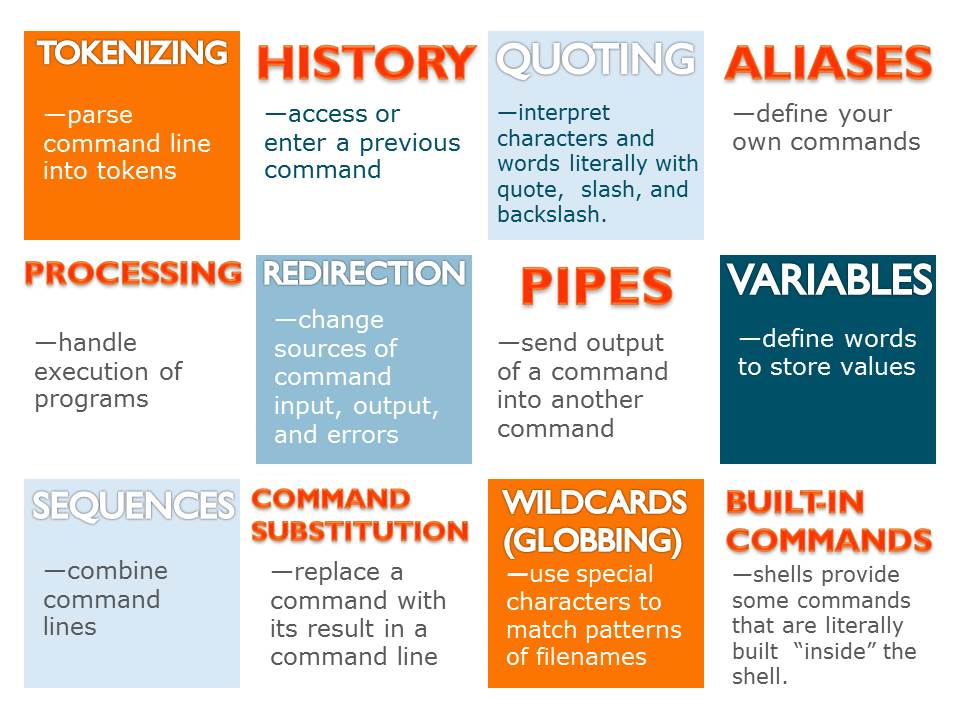 TOKENIZING
—parse
command line
into tokens
HISTORY
—access or
enter a previous
command
QUOTING
—interpret
characters and
words literally with
quote,  slash, and
backslash.
ALIASES
—define your
own commands
PROCESSING
—handle
execution of
programs
REDIRECTION
—change
sources of
command
input, output,
and errors
PIPES
—send output
of a command
into another
command
VARIABLES
—define words
to store values
SEQUENCES
—combine
command
lines
COMMAND
SUBSTITUTION
—replace a
command with
its result in a
command line
WILDCARDS
(GLOBBING)
—use special
characters to
match patterns
of filenames
BUILT-IN
COMMANDS
—shells provide
some commands
that are literally
built  “inside” the
shell.